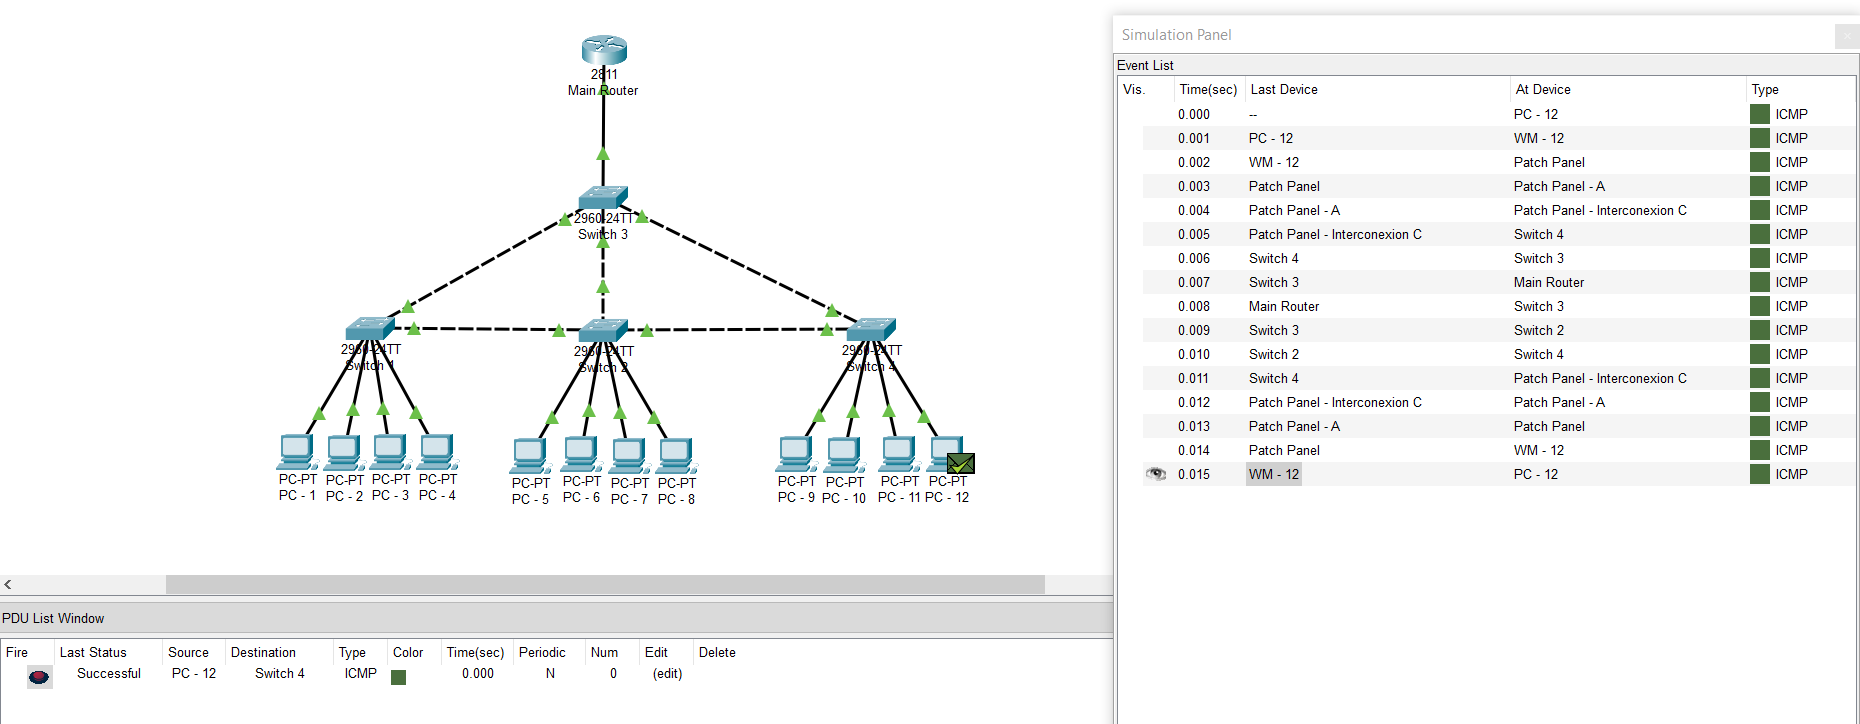 2811
Main Router
2960-24TT
Switch 3
2960-24TT
Switch 1
2960-24TT
Switch 2
2960-24TT
Switch 4
PC-PT
PC - 1
PC-PT
PC - 2
PC-PT
PC - 3
PC-PT
PC - 4
PC-PT
PC - 5
PC-PT
PC - 6
PC-PT
PC - 7
PC-PT
PC - 8
PC-PT
PC - 9
PC-PT
PC - 10
PC-PT
PC - 11
PC-PT
PC - 12
PDU List Window
Fire Last Status Source Destination Type Color Time(sec) Periodic Num Edit Delete
Successful PC - 12 Switch 4 ICMP 0.000 N 0 (edit)
Simulation Panel
Event List
Vis. Time(sec) Last Device At Device Type
0.000 -- PC - 12 ICMP
0.001 PC - 12 WM - 12 ICMP
0.002 WM - 12 Patch Panel ICMP
0.003 Patch Panel Patch Panel - A ICMP
0.004 Patch Panel - A Patch Panel - Interconexion C ICMP
0.005 Patch Panel - Interconexion C Switch 4 ICMP
0.006 Switch 4 Switch 3 ICMP
0.007 Switch 3 Main Router ICMP
0.008 Main Router Switch 3 ICMP
0.009 Switch 3 Switch 2 ICMP
0.010 Switch 2 Switch 4 ICMP
0.011 Switch 4 Patch Panel - Interconexion C ICMP
0.012 Patch Panel - Interconexion C Patch Panel - A ICMP
0.013 Patch Panel - A Patch Panel ICMP
0.014 Patch Panel WM - 12 ICMP
0.015 WM - 12 PC - 12 ICMP